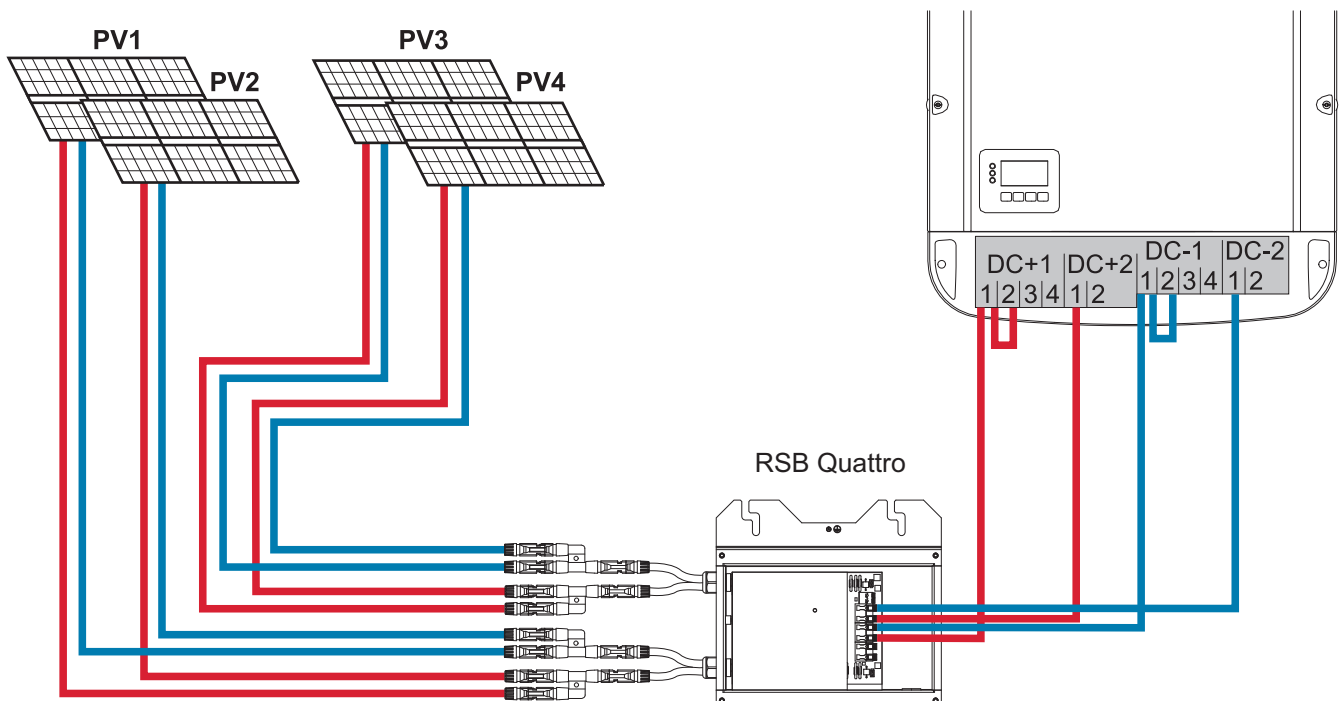 PV1
PV2
PV3
PV4
DC+1 DC+2 DC-1 DC-2
1 2 3 4 1 2 1 2 3 4 1 2
RSB Quattro